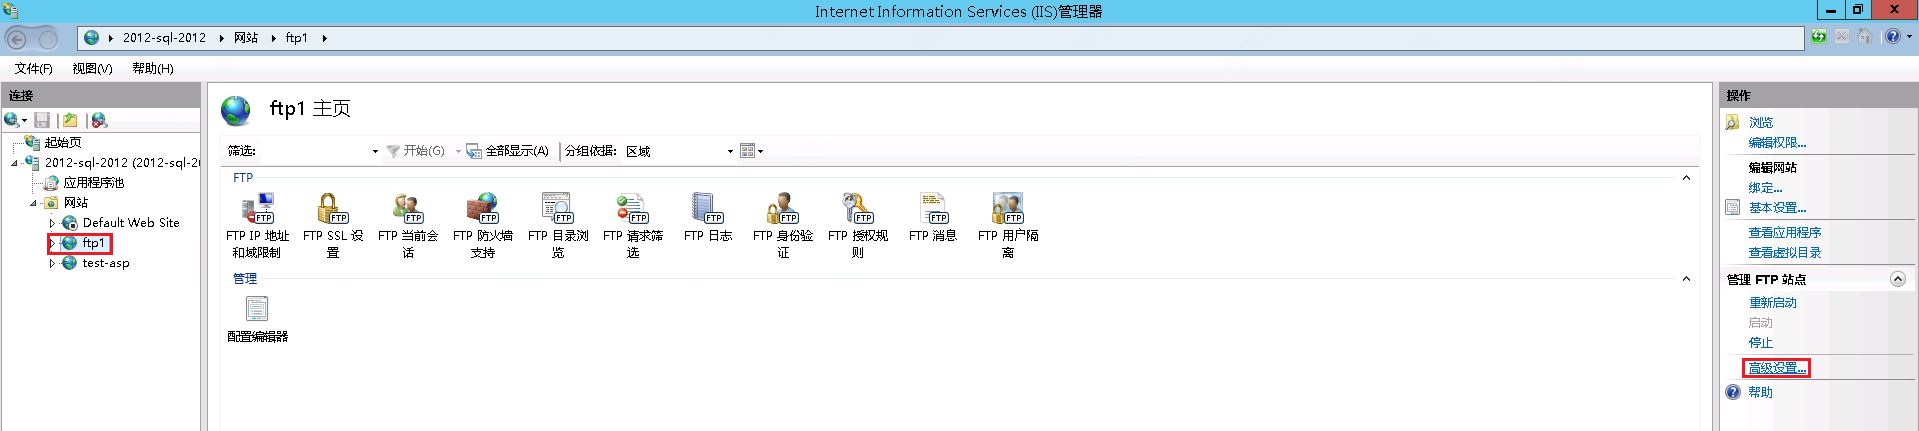 Internet Information Services (IIS)管理器
2012-sql-2012 网站 ftp1
文件(F) 视图(V) 帮助(H)
连接
起始页
2012-sql-2012 (2012-sql-20
应用程序池
网站
Default Web Site
ftp1
test-asp
ftp1 主页
筛选: 开始(G) 全部显示(A) 分组依据: 区域
FTP
FTP IP 地址
和域限制
FTP SSL 设
置
FTP 当前会
话
FTP 防火墙
支持
FTP 目录浏
览
FTP 请求筛
选
FTP 日志
FTP 身份验
证
FTP 授权规
则
FTP 消息
FTP 用户隔
离
管理
配置编辑器
操作
浏览
编辑权限...
编辑网站
绑定...
基本设置...
查看应用程序
查看虚拟目录
管理 FTP 站点
重新启动
启动
停止
高级设置...
帮助